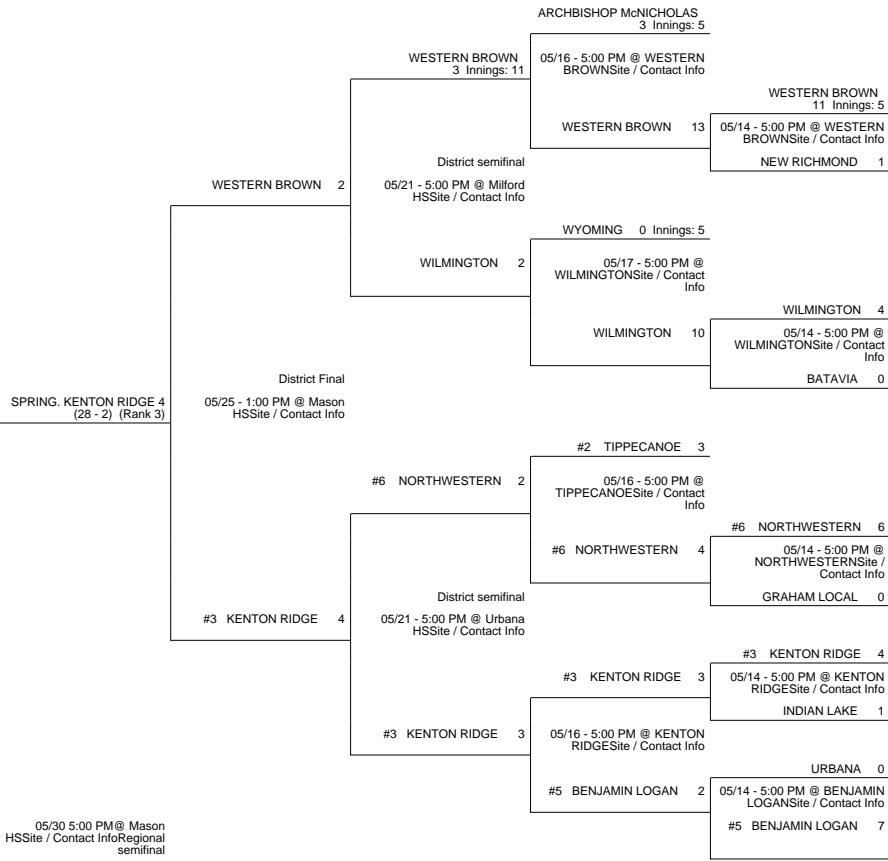 ARCHBISHOP McNICHOLAS
3 Innings: 5
05/16 - 5:00 PM @ WESTERN
BROWNSite / Contact Info
WESTERN BROWN
3 Innings: 11
WESTERN BROWN 13
WESTERN BROWN
11 Innings: 5
05/14 - 5:00 PM @ WESTERN
BROWNSite / Contact Info
NEW RICHMOND 1
District semifinal
05/21 - 5:00 PM @ Milford
HSSite / Contact Info
WESTERN BROWN 2
WYOMING 0 Innings: 5
05/17 - 5:00 PM @
WILMINGTONSite / Contact
Info
WILMINGTON 2
WILMINGTON 10
WILMINGTON 4
05/14 - 5:00 PM @
WILMINGTONSite / Contact
Info
BATAVIA 0
District Final
05/25 - 1:00 PM @ Mason
HSSite / Contact Info
SPRING. KENTON RIDGE 4
(28 - 2) (Rank 3)
#2 TIPPECANOE 3
05/16 - 5:00 PM @
TIPPECANOESite / Contact
Info
#6 NORTHWESTERN 2
#6 NORTHWESTERN 4
#6 NORTHWESTERN 6
05/14 - 5:00 PM @
NORTHWESTERNSite /
Contact Info
GRAHAM LOCAL 0
District semifinal
05/21 - 5:00 PM @ Urbana
HSSite / Contact Info
#3 KENTON RIDGE 4
#3 KENTON RIDGE 3
#3 KENTON RIDGE 4
05/14 - 5:00 PM @ KENTON
RIDGESite / Contact Info
INDIAN LAKE 1
#3 KENTON RIDGE 3
05/16 - 5:00 PM @ KENTON
RIDGESite / Contact Info
#5 BENJAMIN LOGAN 2
URBANA 0
05/14 - 5:00 PM @ BENJAMIN
LOGANSite / Contact Info
#5 BENJAMIN LOGAN 7
05/30 5:00 PM@ Mason
HSSite / Contact InfoRegional
semifinal